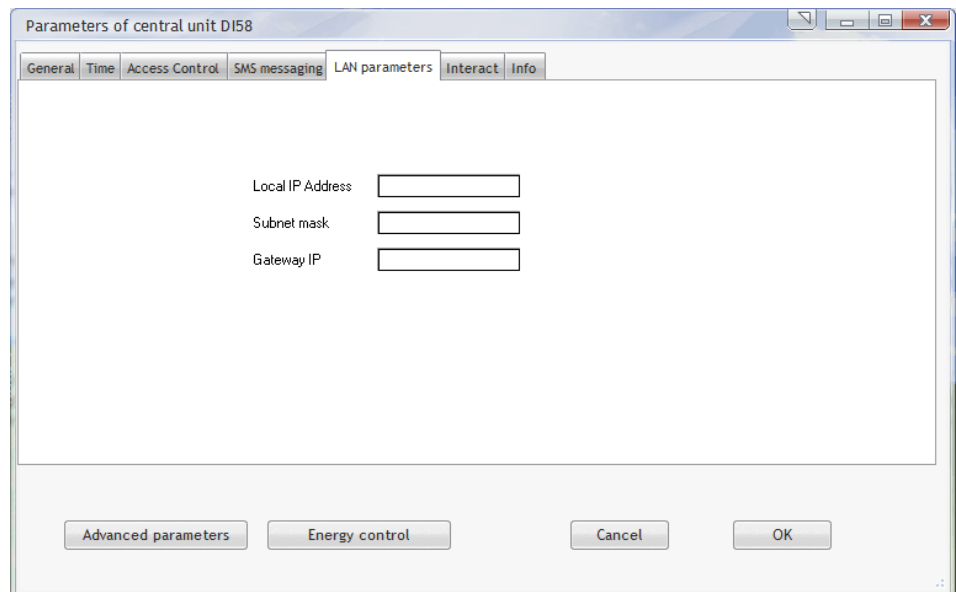 Parameters of central unit DI58
General Time Access Control SMS messaging LAN parameters Interact Info
Local IP Address
Subnet mask
Gateway IP
Advanced parameters Energy control Cancel OK